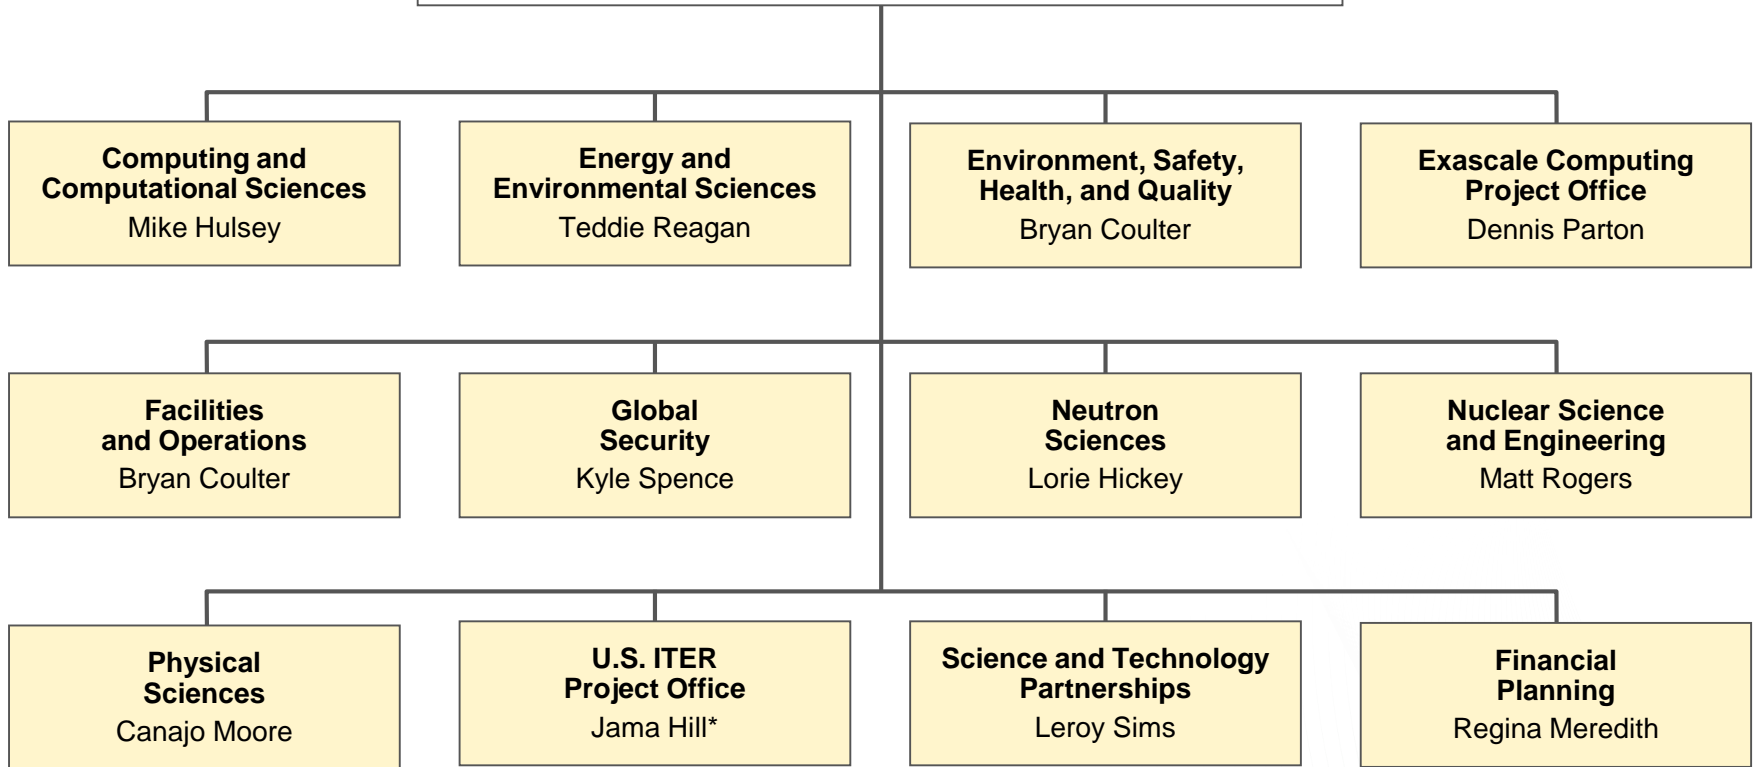 Computing and
Computational Sciences
Mike Hulsey
Energy and
Environmental Sciences
Teddie Reagan
Environment, Safety,
Health, and Quality
Bryan Coulter
Exascale Computing
Project Office
Dennis Parton
Facilities
and Operations
Bryan Coulter
Global
Security
Kyle Spence
Neutron
Sciences
Lorie Hickey
Nuclear Science
and Engineering
Matt Rogers
Physical
Sciences
Canajo Moore
U.S. ITER
Project Office
Jama Hill*
Science and Technology
Partnerships
Leroy Sims
Financial
Planning
Regina Meredith